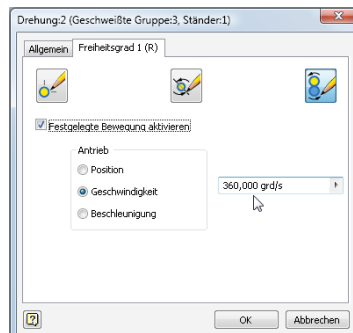 Drehung:2 (Geschweißte Gruppe:3, Ständer:1)
Allgemein Freiheitsgrad 1 (R)
Festgelegte Bewegung aktivieren
Antrieb
Position
Geschwindigkeit
360,000 grd/s
Beschleunigung
OK Abbrechen